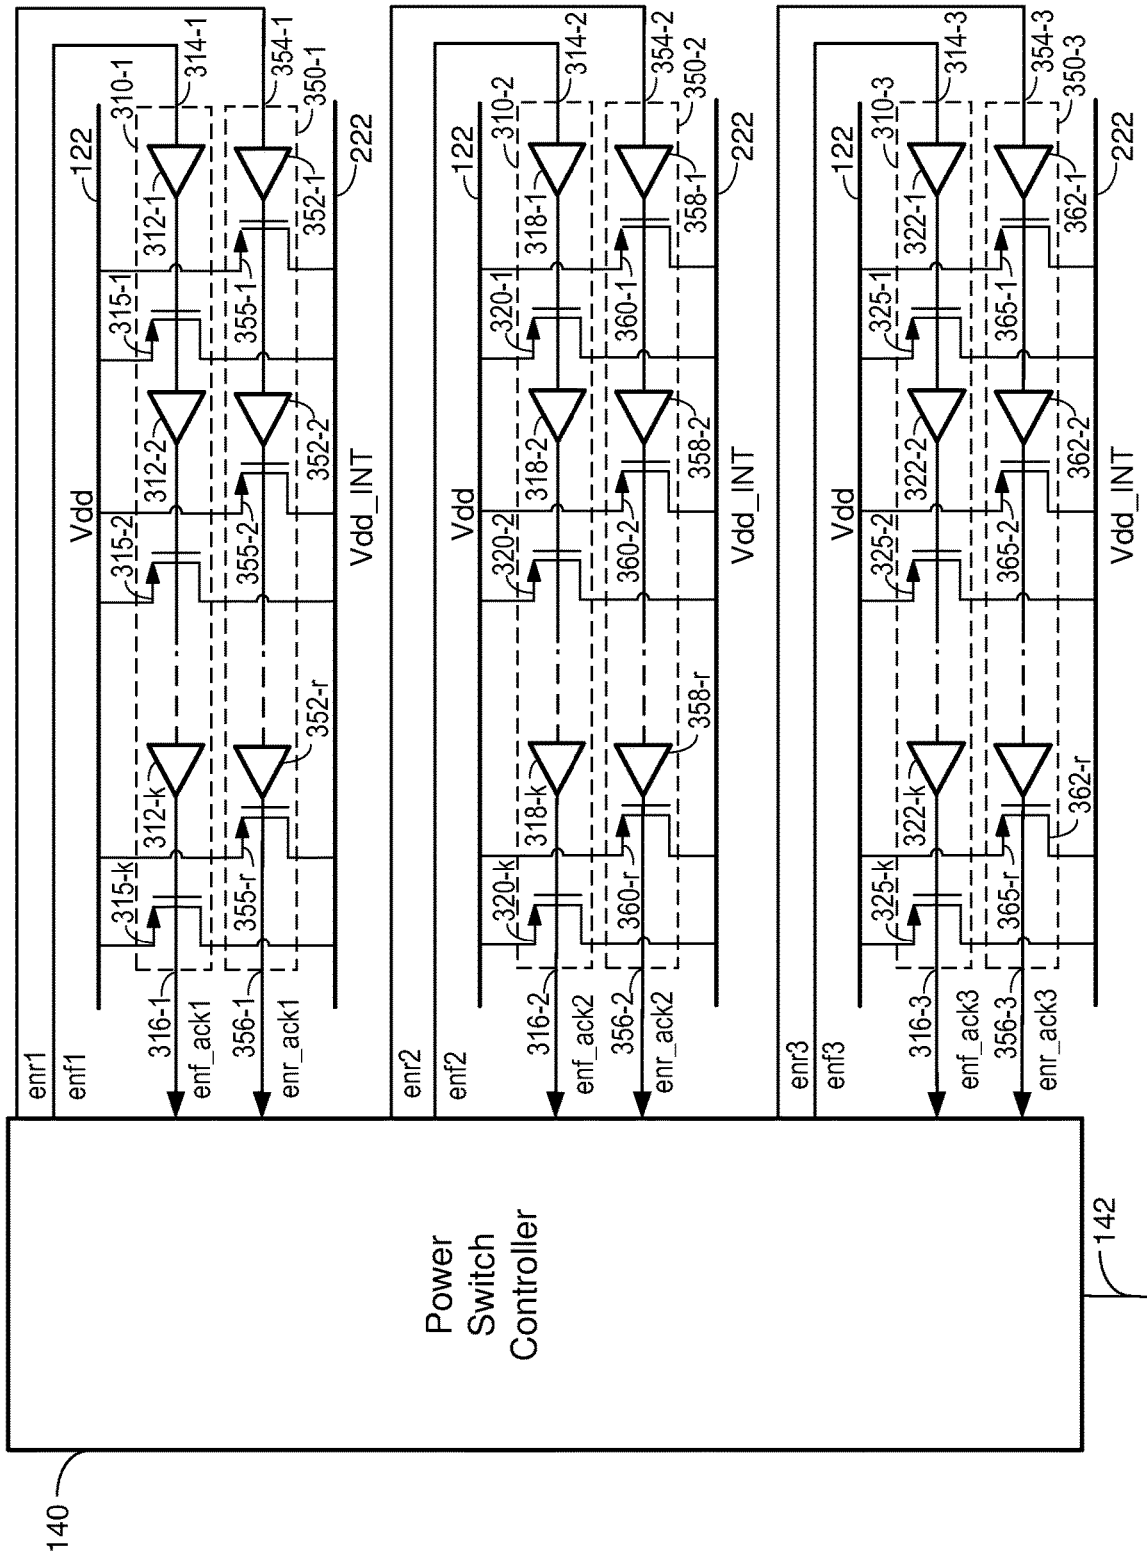 140
Power
Switch
Controller
142
enr1
enf1
122
Vdd
310-1
314-1
312-1
315-1
312-2
315-2
312-k
315-k
316-1
enf_ack1
354-1
350-1
352-1
355-1
352-2
355-2
352-r
355-r
356-1
enr_ack1
222
Vdd_INT
enr2
enf2
122
Vdd
310-2
314-2
318-1
320-1
318-2
320-2
318-k
320-k
316-2
enf_ack2
354-2
350-2
358-1
360-1
358-2
360-2
358-r
360-r
356-2
enr_ack2
222
Vdd_INT
enr3
enf3
122
Vdd
310-3
314-3
322-1
325-1
322-2
325-2
322-k
325-k
316-3
enf_ack3
354-3
350-3
362-1
365-1
362-2
365-2
362-r
365-r
356-3
enr_ack3
222
Vdd_INT